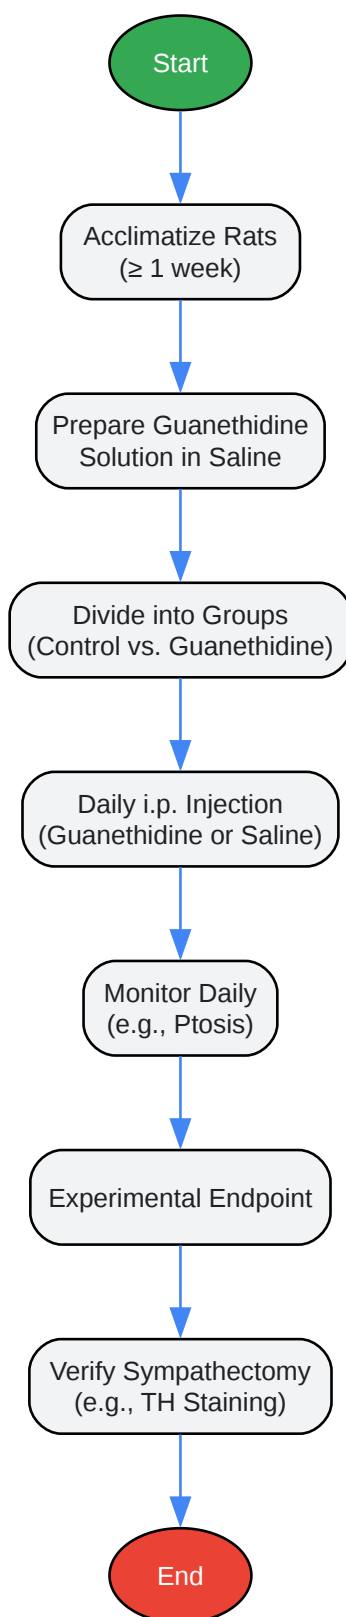 Start
Acclimatize Rats
(≥ 1 week)
Prepare Guanethidine
Solution in Saline
Divide into Groups
(Control vs. Guanethidine)
Daily i.p. Injection
(Guanethidine or Saline)
Monitor Daily
(e.g., Ptosis)
Experimental Endpoint
Verify Sympathectomy
(e.g., TH Staining)
End